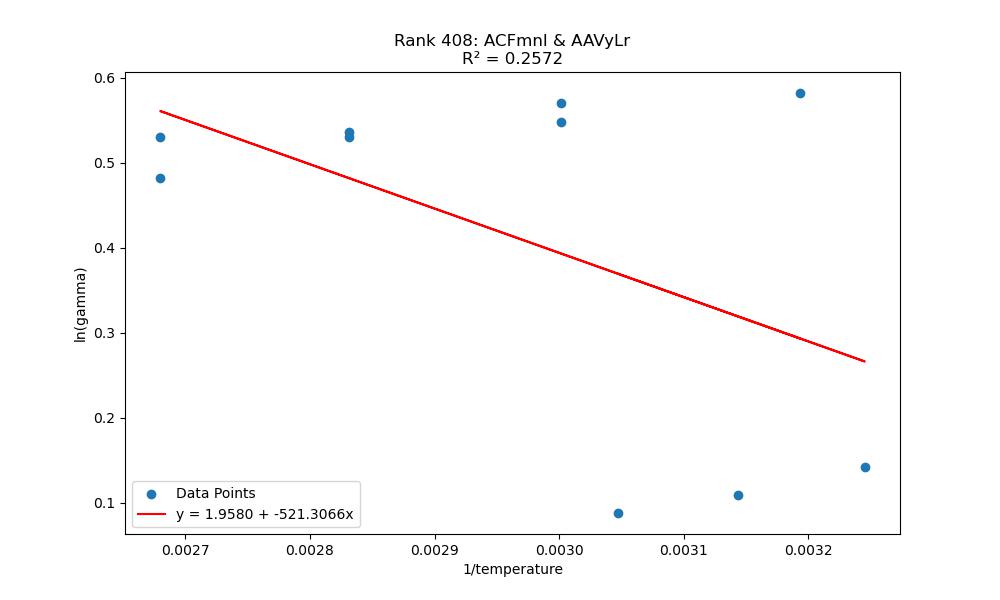 Rank 408: ACFmnI & AAVyLr
R² = 0.2572
ln(gamma)
0.6
0.5
0.4
0.3
0.2
0.1
Data Points
y = 1.9580 + -521.3066x
0.0027
0.0028
0.0029
0.0030
0.0031
0.0032
1/temperature